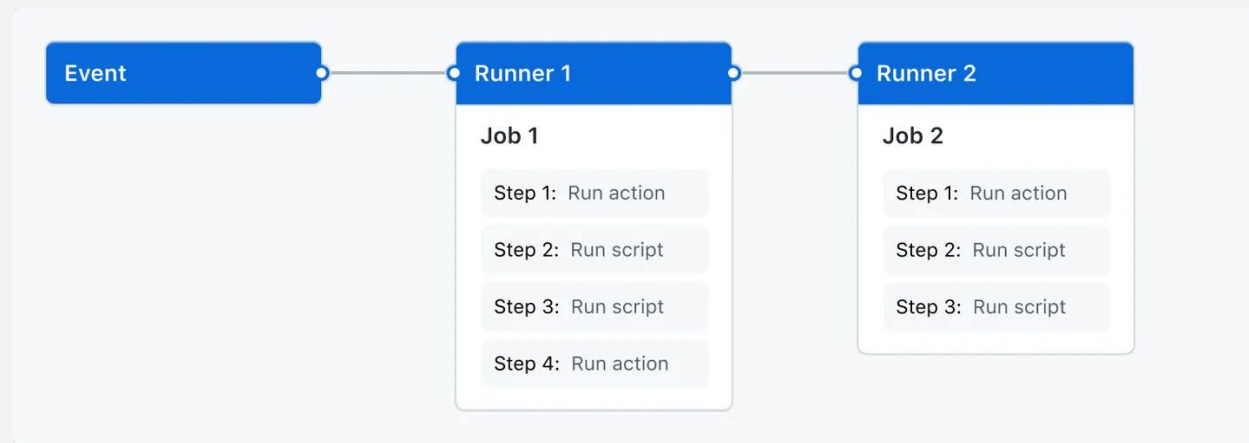 Event
Runner 1
Job 1
Step 1: Run action
Step 2: Run script
Step 3: Run script
Step 4: Run action
Runner 2
Job 2
Step 1: Run action
Step 2: Run script
Step 3: Run script